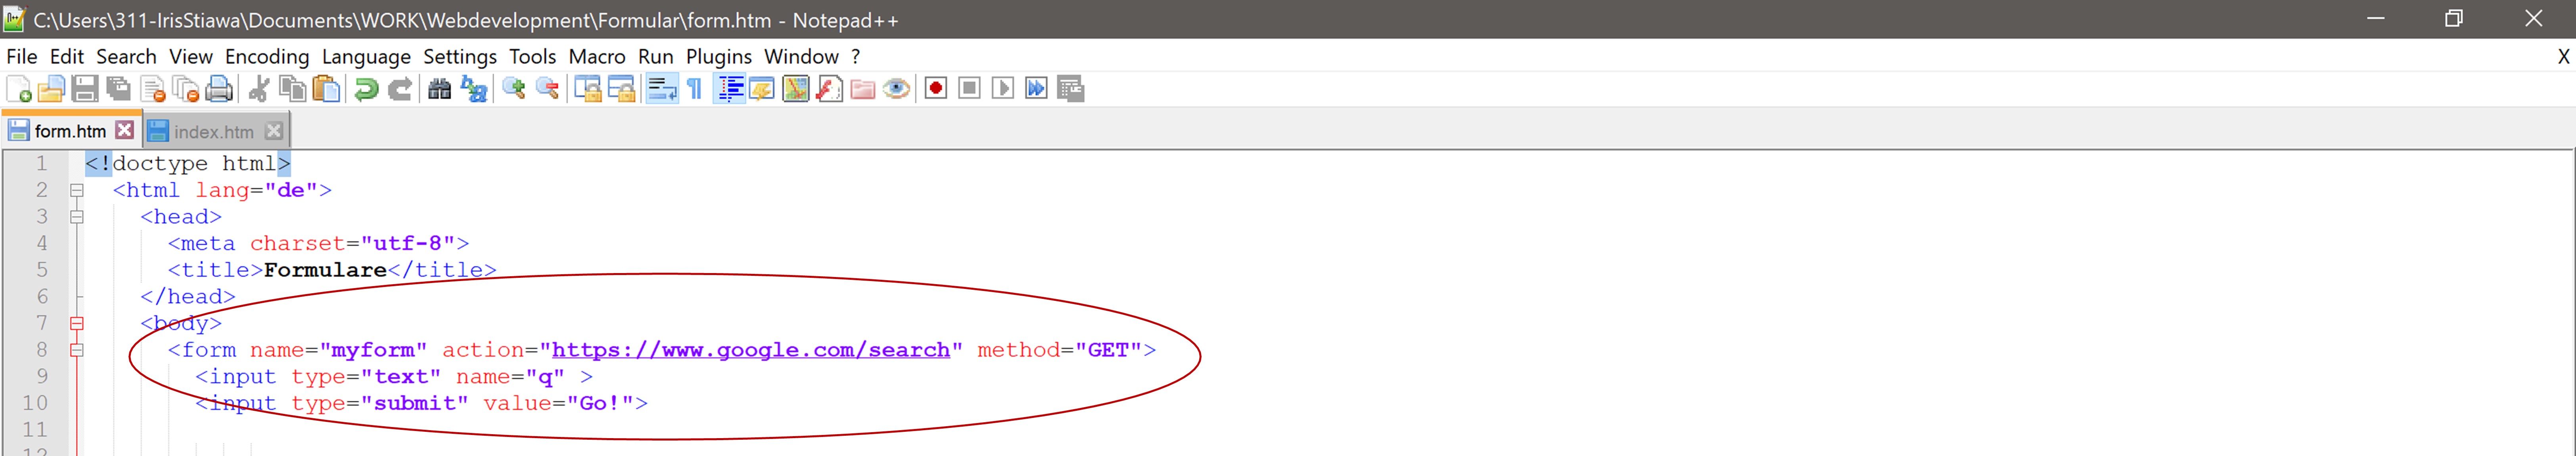 C:\Users\311-IrisStiawa\Documents\WORK\Webdevelopment\Formular\form.htm - Notepad++
File Edit Search View Encoding Language Settings Tools Macro Run Plugins Window ? X
form.htm index.htm
1 <!doctype html>
2 <html lang="de">
3 <head>
4 <meta charset="utf-8">
5 <title>Formulare</title>
6 </head>
7 <body>
8 <form name="myform" action="https://www.google.com/search" method="GET">
9 <input type="text" name="q" >
10 <input type="submit" value="Go!">
11
12